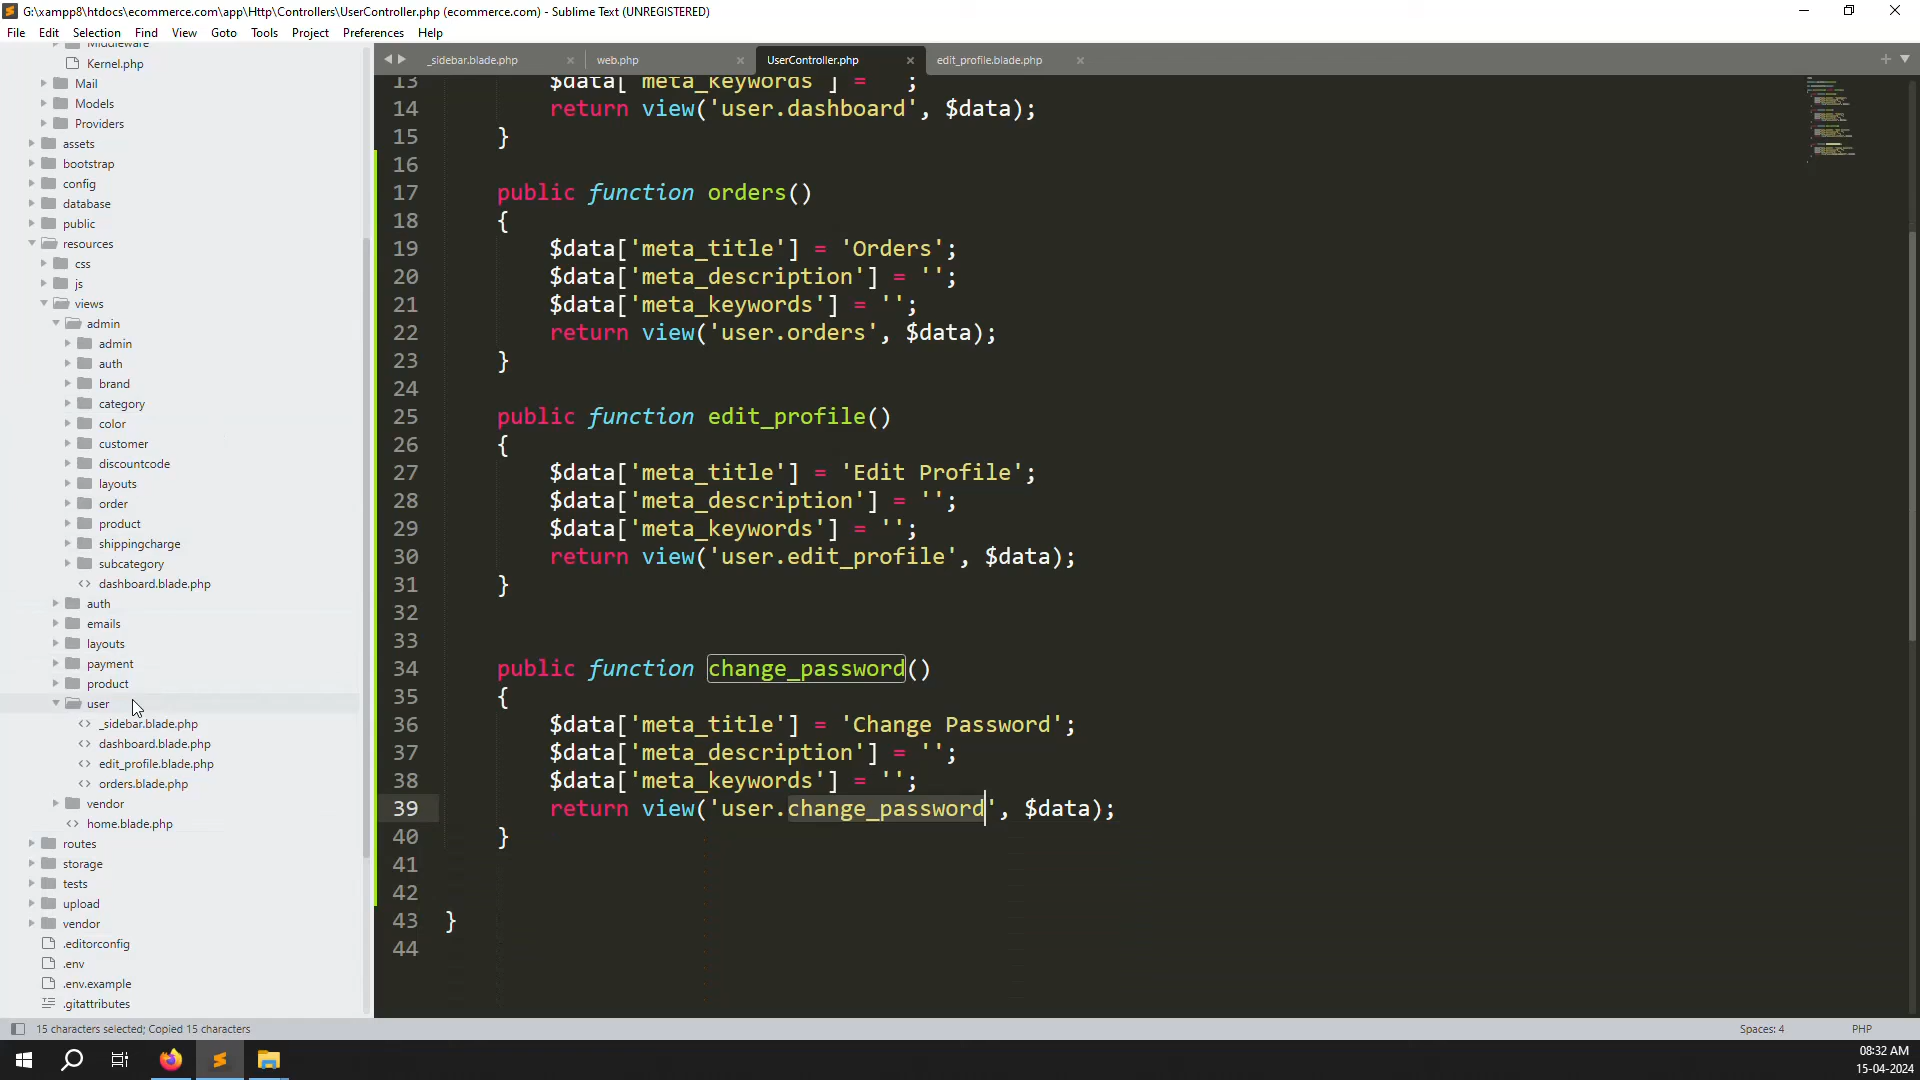 G:\xampp8\htdocs\ecommerce.com\app\Http\Controllers\UserController.php (ecommerce.com) - Sublime Text (UNREGISTERED)
File Edit Selection Find View Goto Tools Project Preferences Help
Middleware
Kernel.php
Mail
Models
Providers
assets
bootstrap
config
database
public
resources
css
js
views
admin
admin
auth
brand
category
color
customer
discountcode
layouts
order
product
shippingcharge
subcategory
dashboard.blade.php
auth
emails
layouts
payment
product
user
_sidebar.blade.php
dashboard.blade.php
edit_profile.blade.php
orders.blade.php
vendor
home.blade.php
routes
storage
tests
upload
vendor
.editorconfig
.env
.env.example
.gitattributes
_sidebar.blade.php web.php UserController.php edit_profile.blade.php
13 $data['meta_keywords'] = '';
14 return view('user.dashboard', $data);
15 }
16
17 public function orders()
18 {
19 $data['meta_title'] = 'Orders';
20 $data['meta_description'] = '';
21 $data['meta_keywords'] = '';
22 return view('user.orders', $data);
23 }
24
25 public function edit_profile()
26 {
27 $data['meta_title'] = 'Edit Profile';
28 $data['meta_description'] = '';
29 $data['meta_keywords'] = '';
30 return view('user.edit_profile', $data);
31 }
32
33
34 public function change_password()
35 {
36 $data['meta_title'] = 'Change Password';
37 $data['meta_description'] = '';
38 $data['meta_keywords'] = '';
39 return view('user.change_password', $data);
40 }
41
42
43 }
44
15 characters selected; Copied 15 characters Spaces: 4 PHP
08:32 AM
15-04-2024